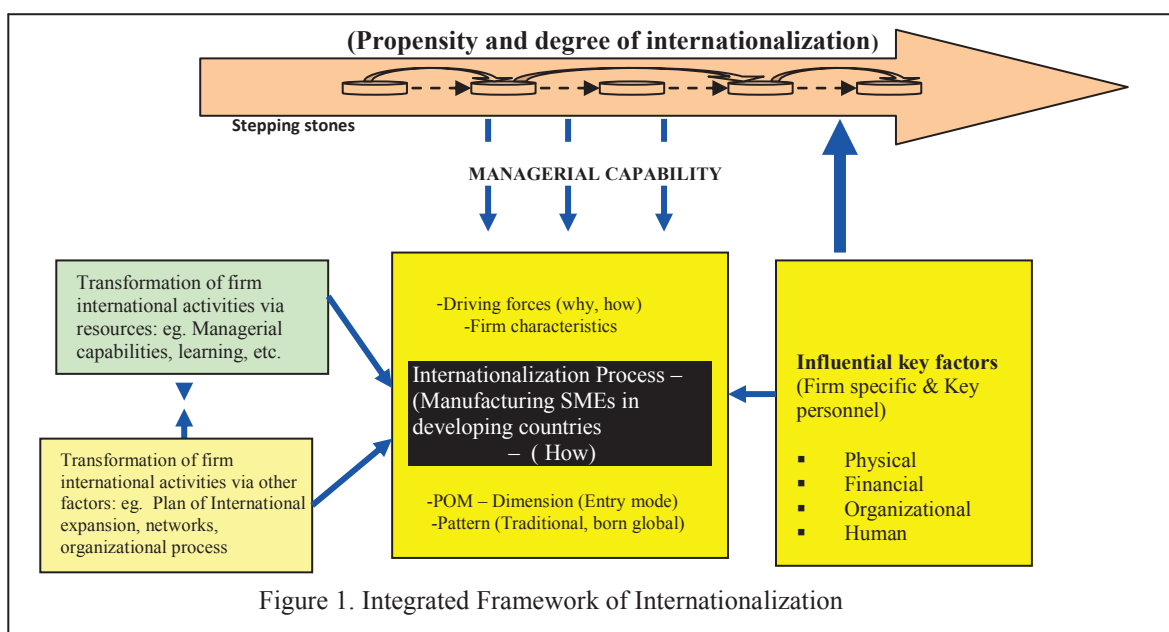 (Propensity and degree of internationalization)
Stepping stones
MANAGERIAL CAPABILITY
Transformation of firm
international activities via
resources: eg. Managerial
capabilities, learning, etc.
Transformation of firm
international activities via other
factors: eg.  Plan of International
expansion, networks,
organizational process
-Driving forces (why, how)
-Firm characteristics
Internationalization Process –
(Manufacturing SMEs in
developing countries
– ( How)
-POM – Dimension (Entry mode)
-Pattern (Traditional, born global)
Influential key factors
(Firm specific & Key
personnel)
▪ Physical
▪ Financial
▪ Organizational
▪ Human
Figure 1. Integrated Framework of Internationalization